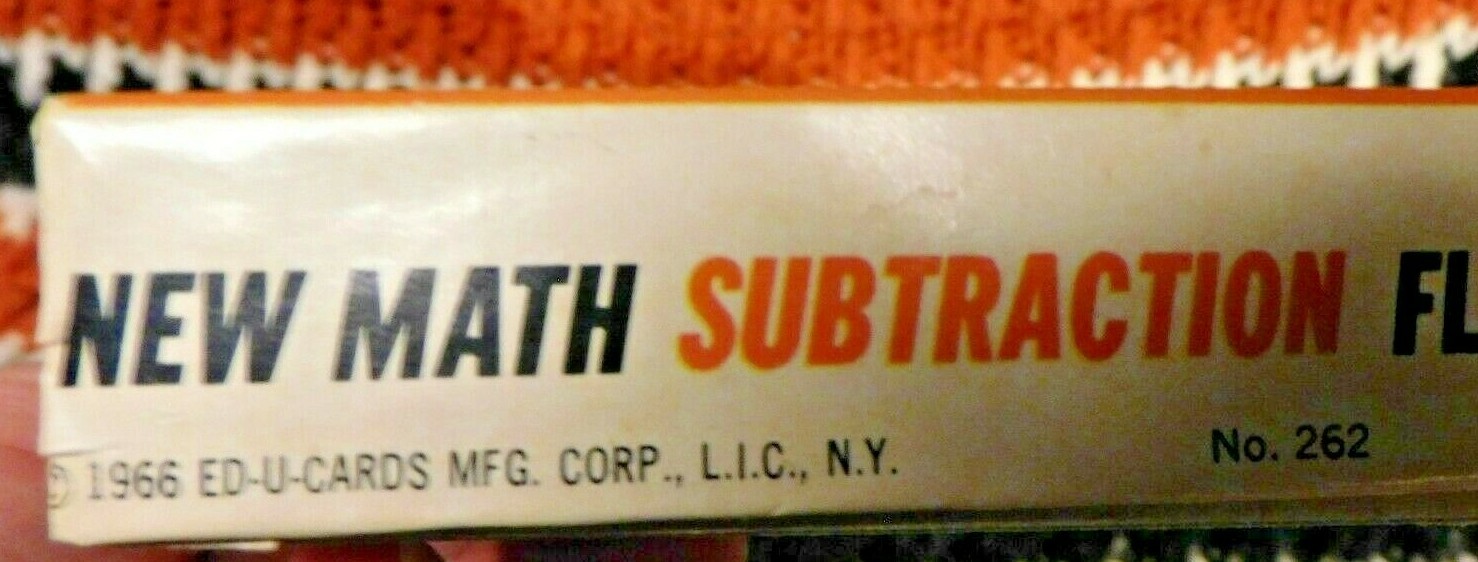 NEW MATH SUBTRACTION FL
© 1966 ED-U-CARDS MFG. CORP., L.I.C., N.Y. No. 262